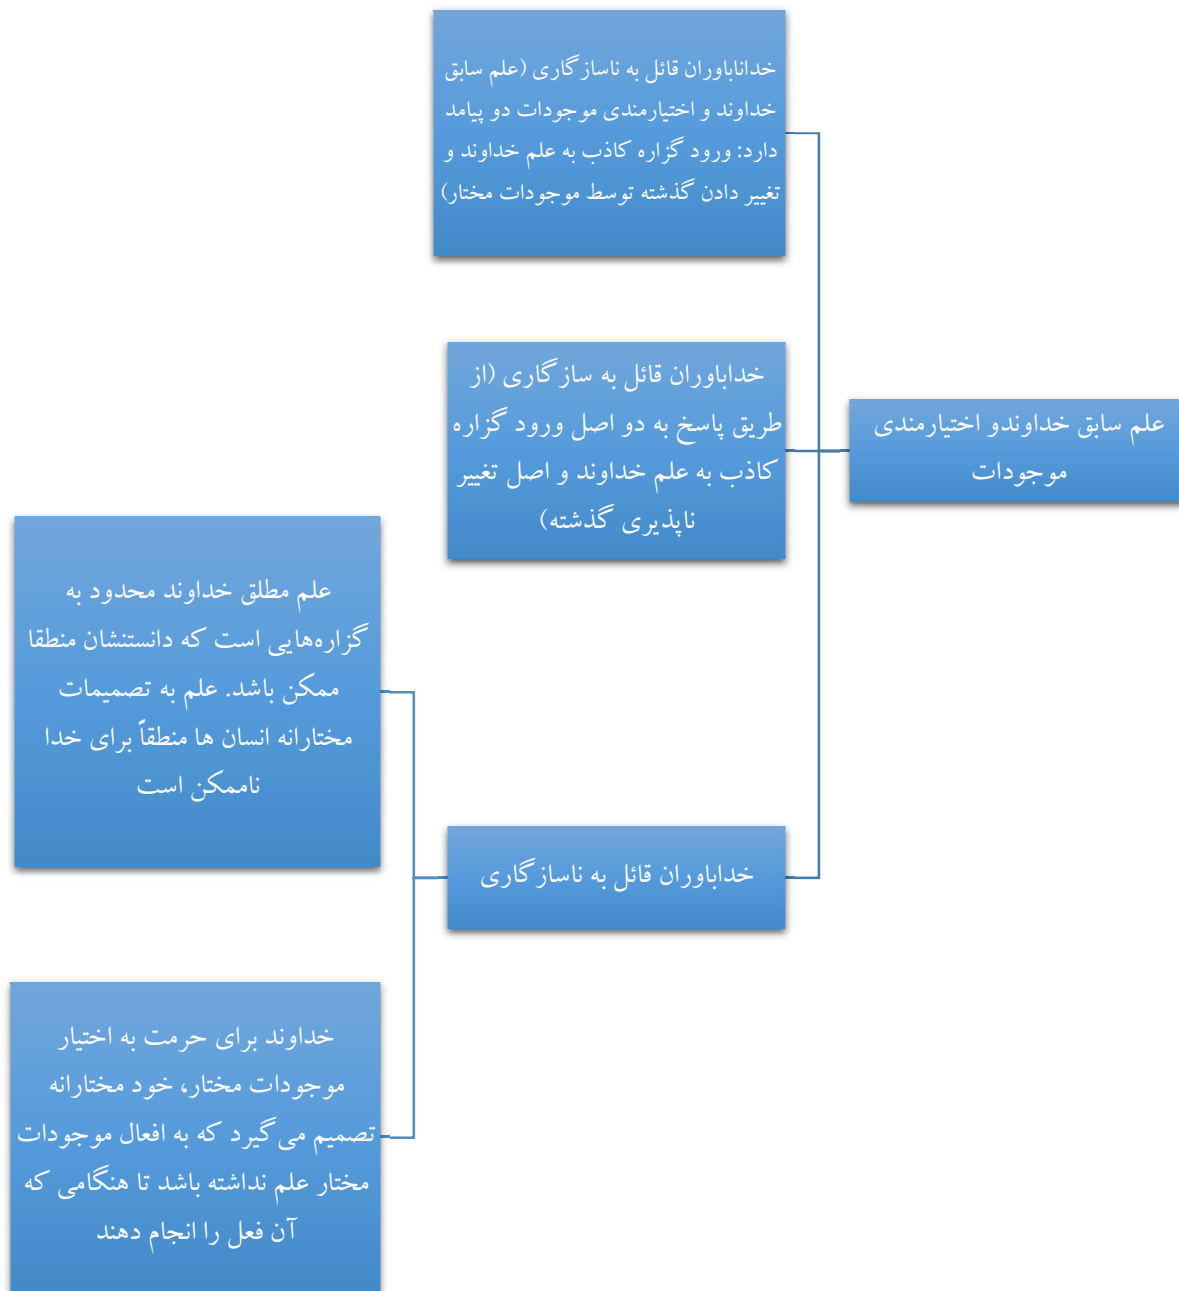 خداناباوران قائل به ناسازگاری (علم سابق
خداوند و اختیارمندی موجودات دو پیامد
دارد: ورود گزاره کاذب به علم خداوند و
تغییر دادن گذشته توسط موجودات مختار)
علم سابق خداوندو اختیارمندی
موجودات
خداباوران قائل به سازگاری (از
طریق پاسخ به دو اصل ورود گزاره
کاذب به علم خداوند و اصل تغییر
ناپذیری گذشته)
خداباوران قائل به ناسازگاری
علم مطلق خداوند محدود به
گزاره‌هایی است که دانستنشان منطقا
ممکن باشد. علم به تصمیمات
مختارانه انسان ها منطقاً برای خدا
ناممکن است
خداوند برای حرمت به اختیار
موجودات مختار، خود مختارانه
تصمیم می‌گیرد که به افعال موجودات
مختار علم نداشته باشد تا هنگامی که
آن فعل را انجام دهند